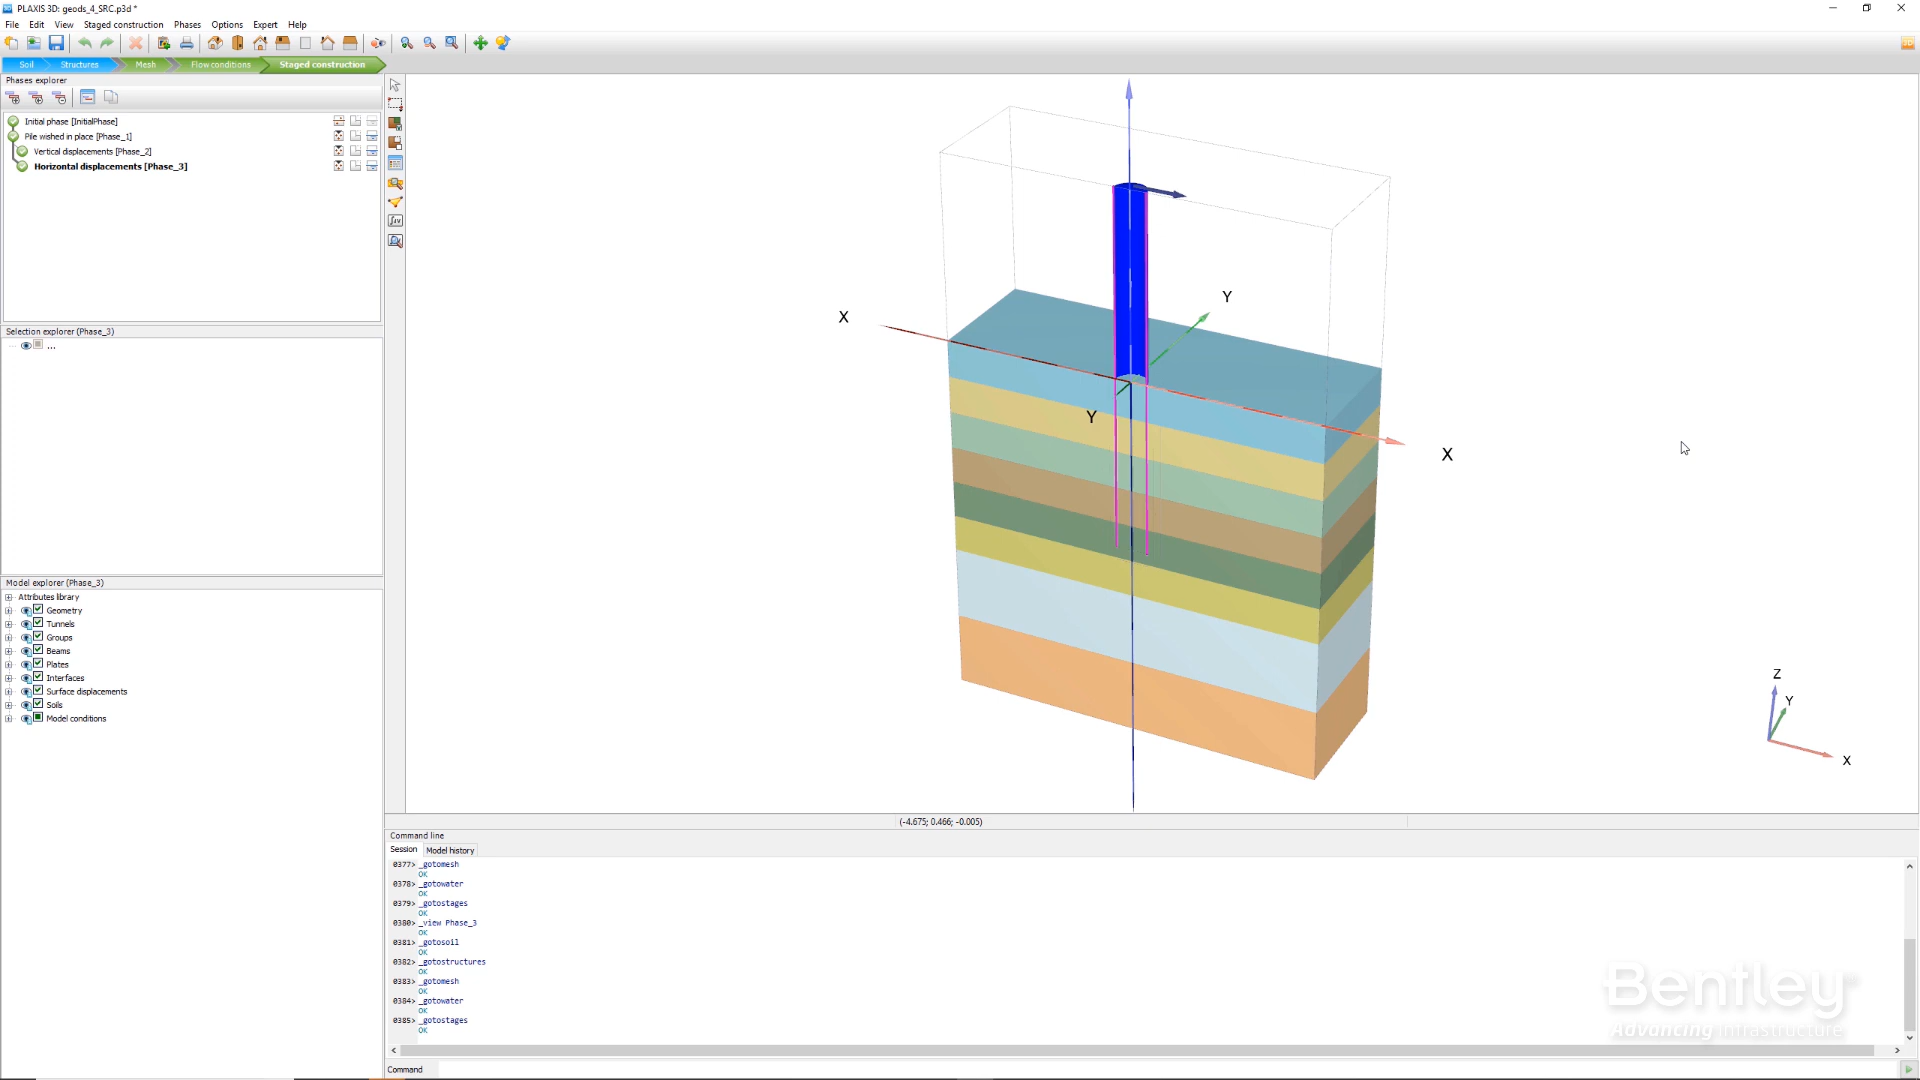 PLAXIS 3D: geods_4_SRC.p3d *
File Edit View Staged construction Phases Options Expert Help
Soil Structures Mesh Flow conditions Staged construction
Phases explorer
Initial phase [InitialPhase]
Pile wished in place [Phase_1]
Vertical displacements [Phase_2]
Horizontal displacements [Phase_3]
Selection explorer (Phase_3)
...
Model explorer (Phase_3)
Attributes library
Geometry
Tunnels
Groups
Beams
Plates
Interfaces
Surface displacements
Soils
Model conditions
X
Y
Y
X
Z
Y
X
(-4.675; 0.466; -0.005)
Command line
Session Model history
0377> _gotomesh
OK
0378> _gotowater
OK
0379> _gotostages
OK
0380> _view Phase_3
OK
0381> _gotosoil
OK
0382> _gotostructures
OK
0383> _gotomesh
OK
0384> _gotowater
OK
0385> _gotostages
OK
Command
Bentley
Advancing Infrastructure